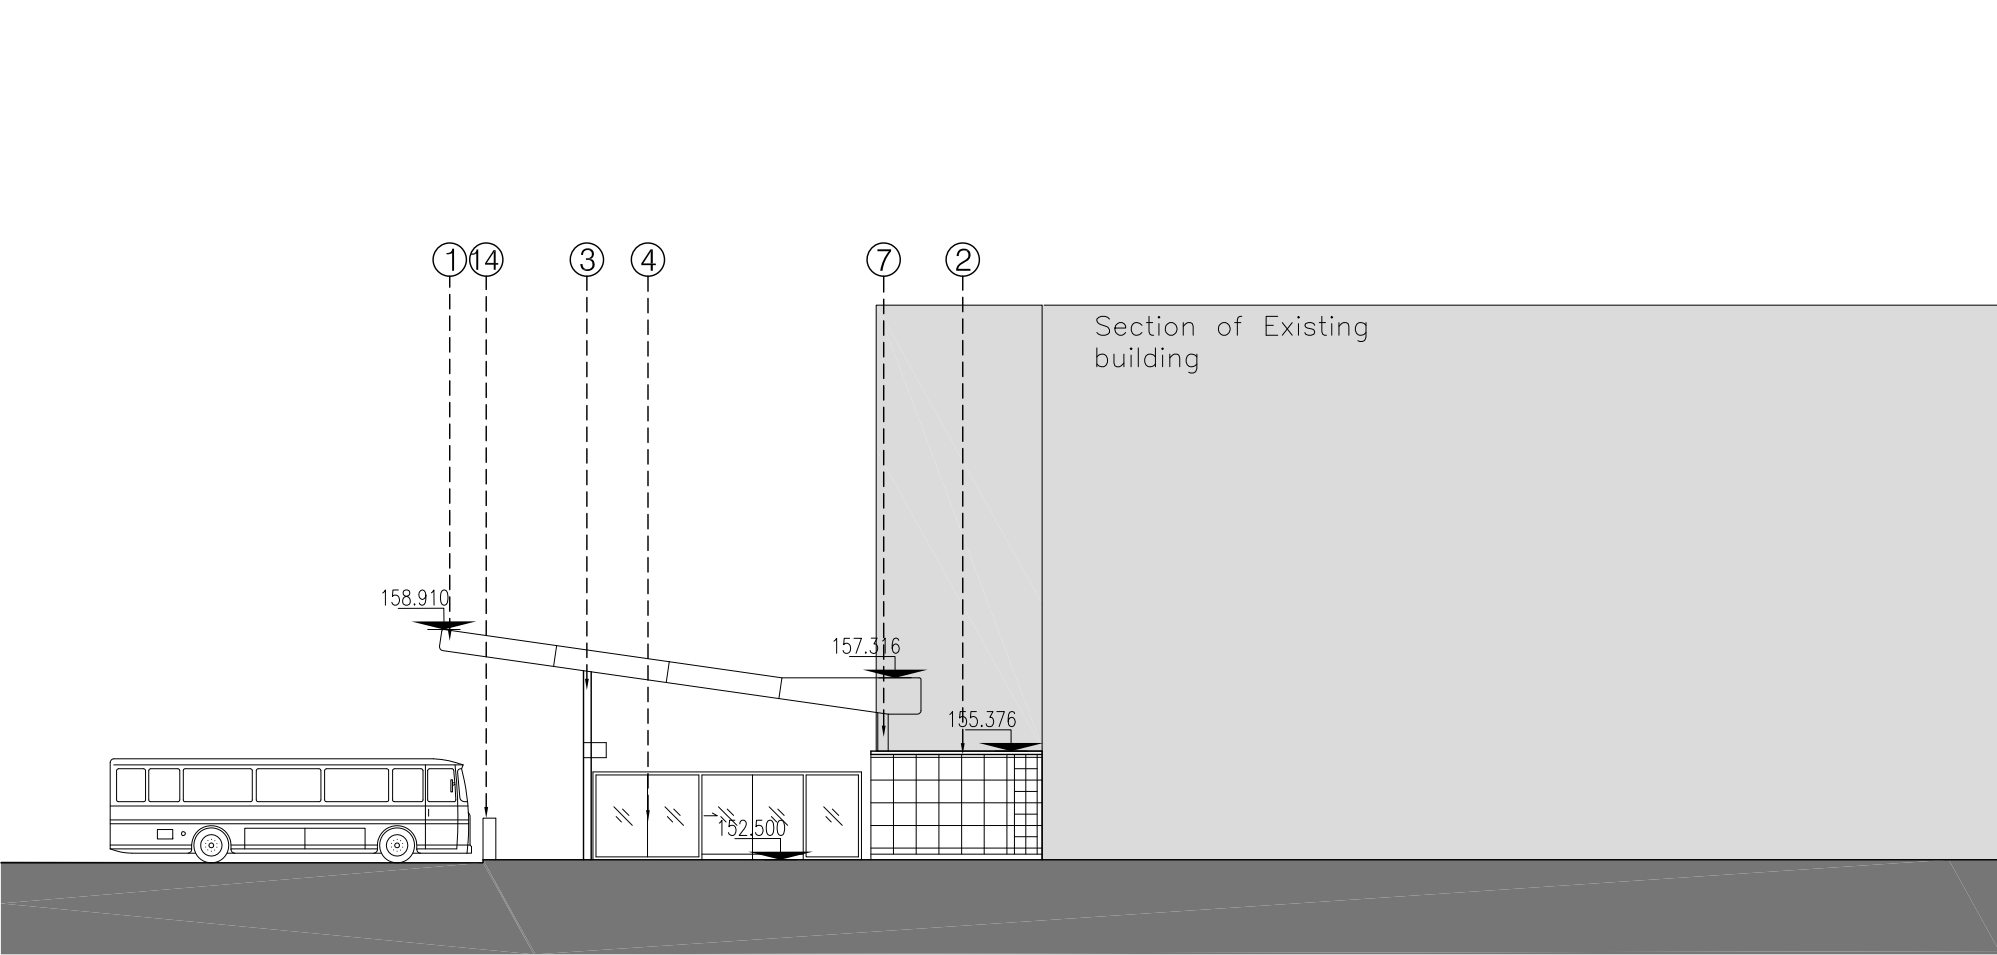 1 14 3 4 7 2
Section of Existing
building
158.910
157.316
155.376
152.500